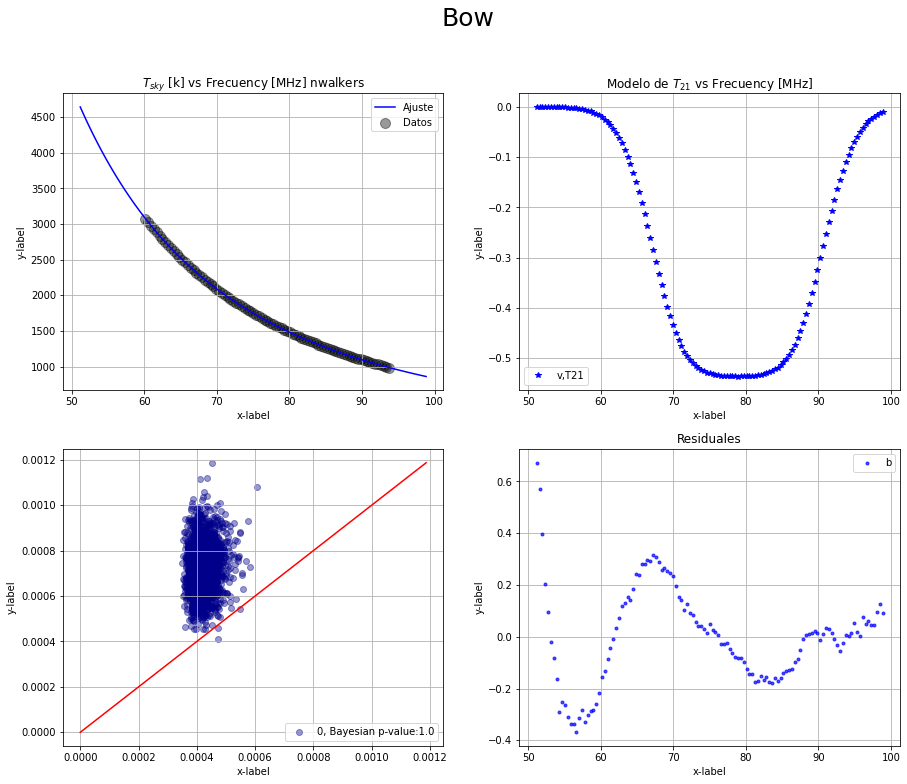 Bow
$T_{sky}$ [k] vs Frecuency [MHz] nwalkers
Ajuste
Datos
4500
4000
3500
3000
2500
2000
1500
1000
y-label
50 60 70 80 90 100
x-label
Modelo de $T_{21}$ vs Frecuency [MHz]
0.0
−0.1
−0.2
−0.3
−0.4
−0.5
y-label
v,T21
50 60 70 80 90 100
x-label
0.0012
0.0010
0.0008
0.0006
0.0004
0.0002
0.0000
y-label
0, Bayesian p-value:1.0
0.0000 0.0002 0.0004 0.0006 0.0008 0.0010 0.0012
x-label
Residuales
b
0.6
0.4
0.2
0.0
−0.2
−0.4
y-label
50 60 70 80 90 100
x-label